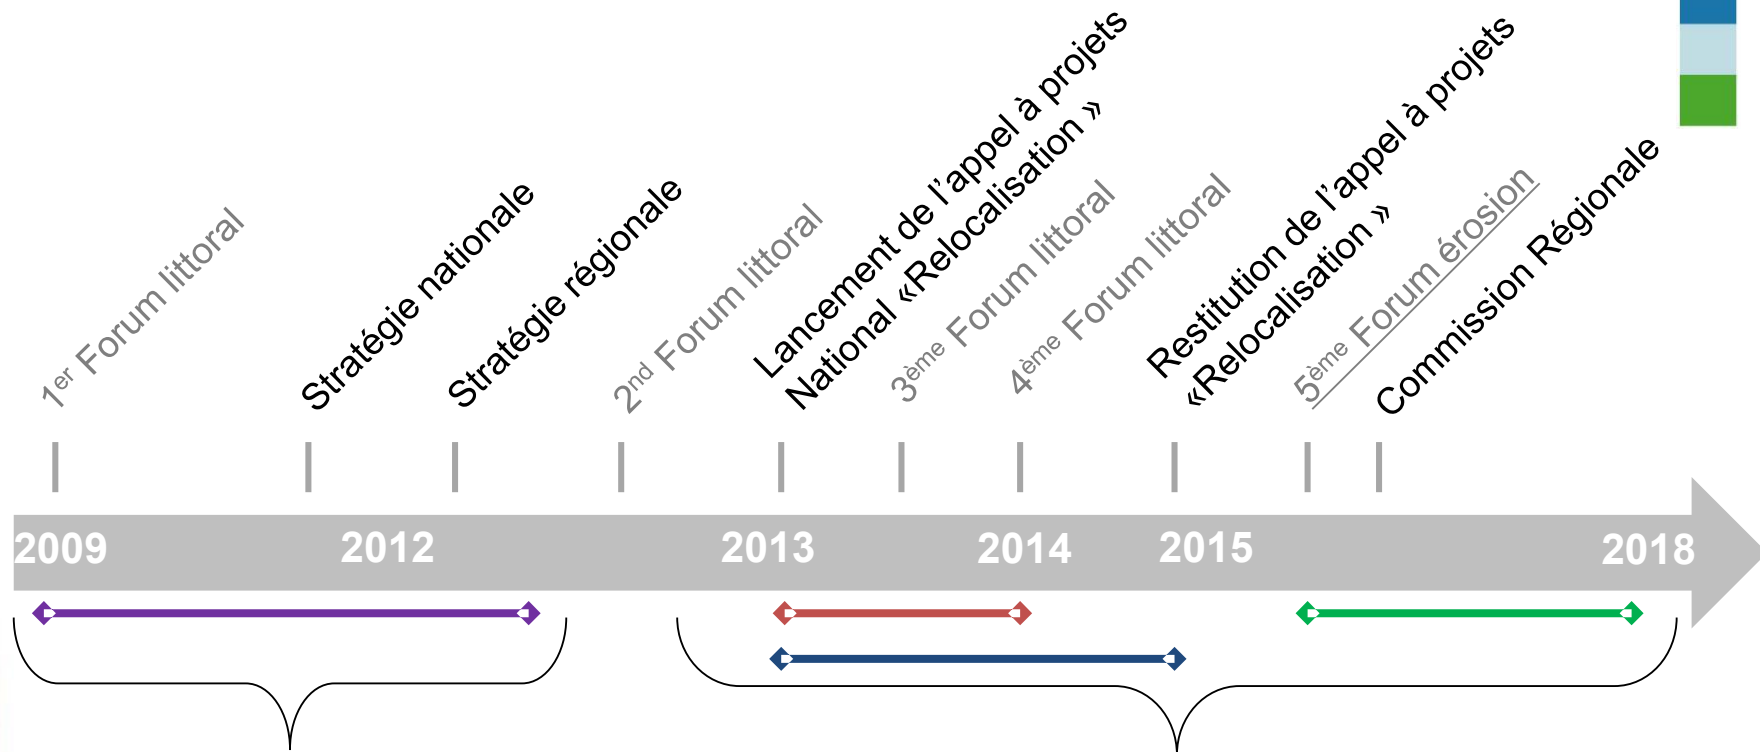 1er Forum littoral
Stratégie nationale
Stratégie régionale
2nd Forum littoral
Lancement de l’appel à projets
National «Relocalisation »
3ème Forum littoral
4ème Forum littoral
Restitution de l’appel à projets
«Relocalisation »
5ème Forum érosion
Commission Régionale
2009
2012
2013
2014
2015
2018